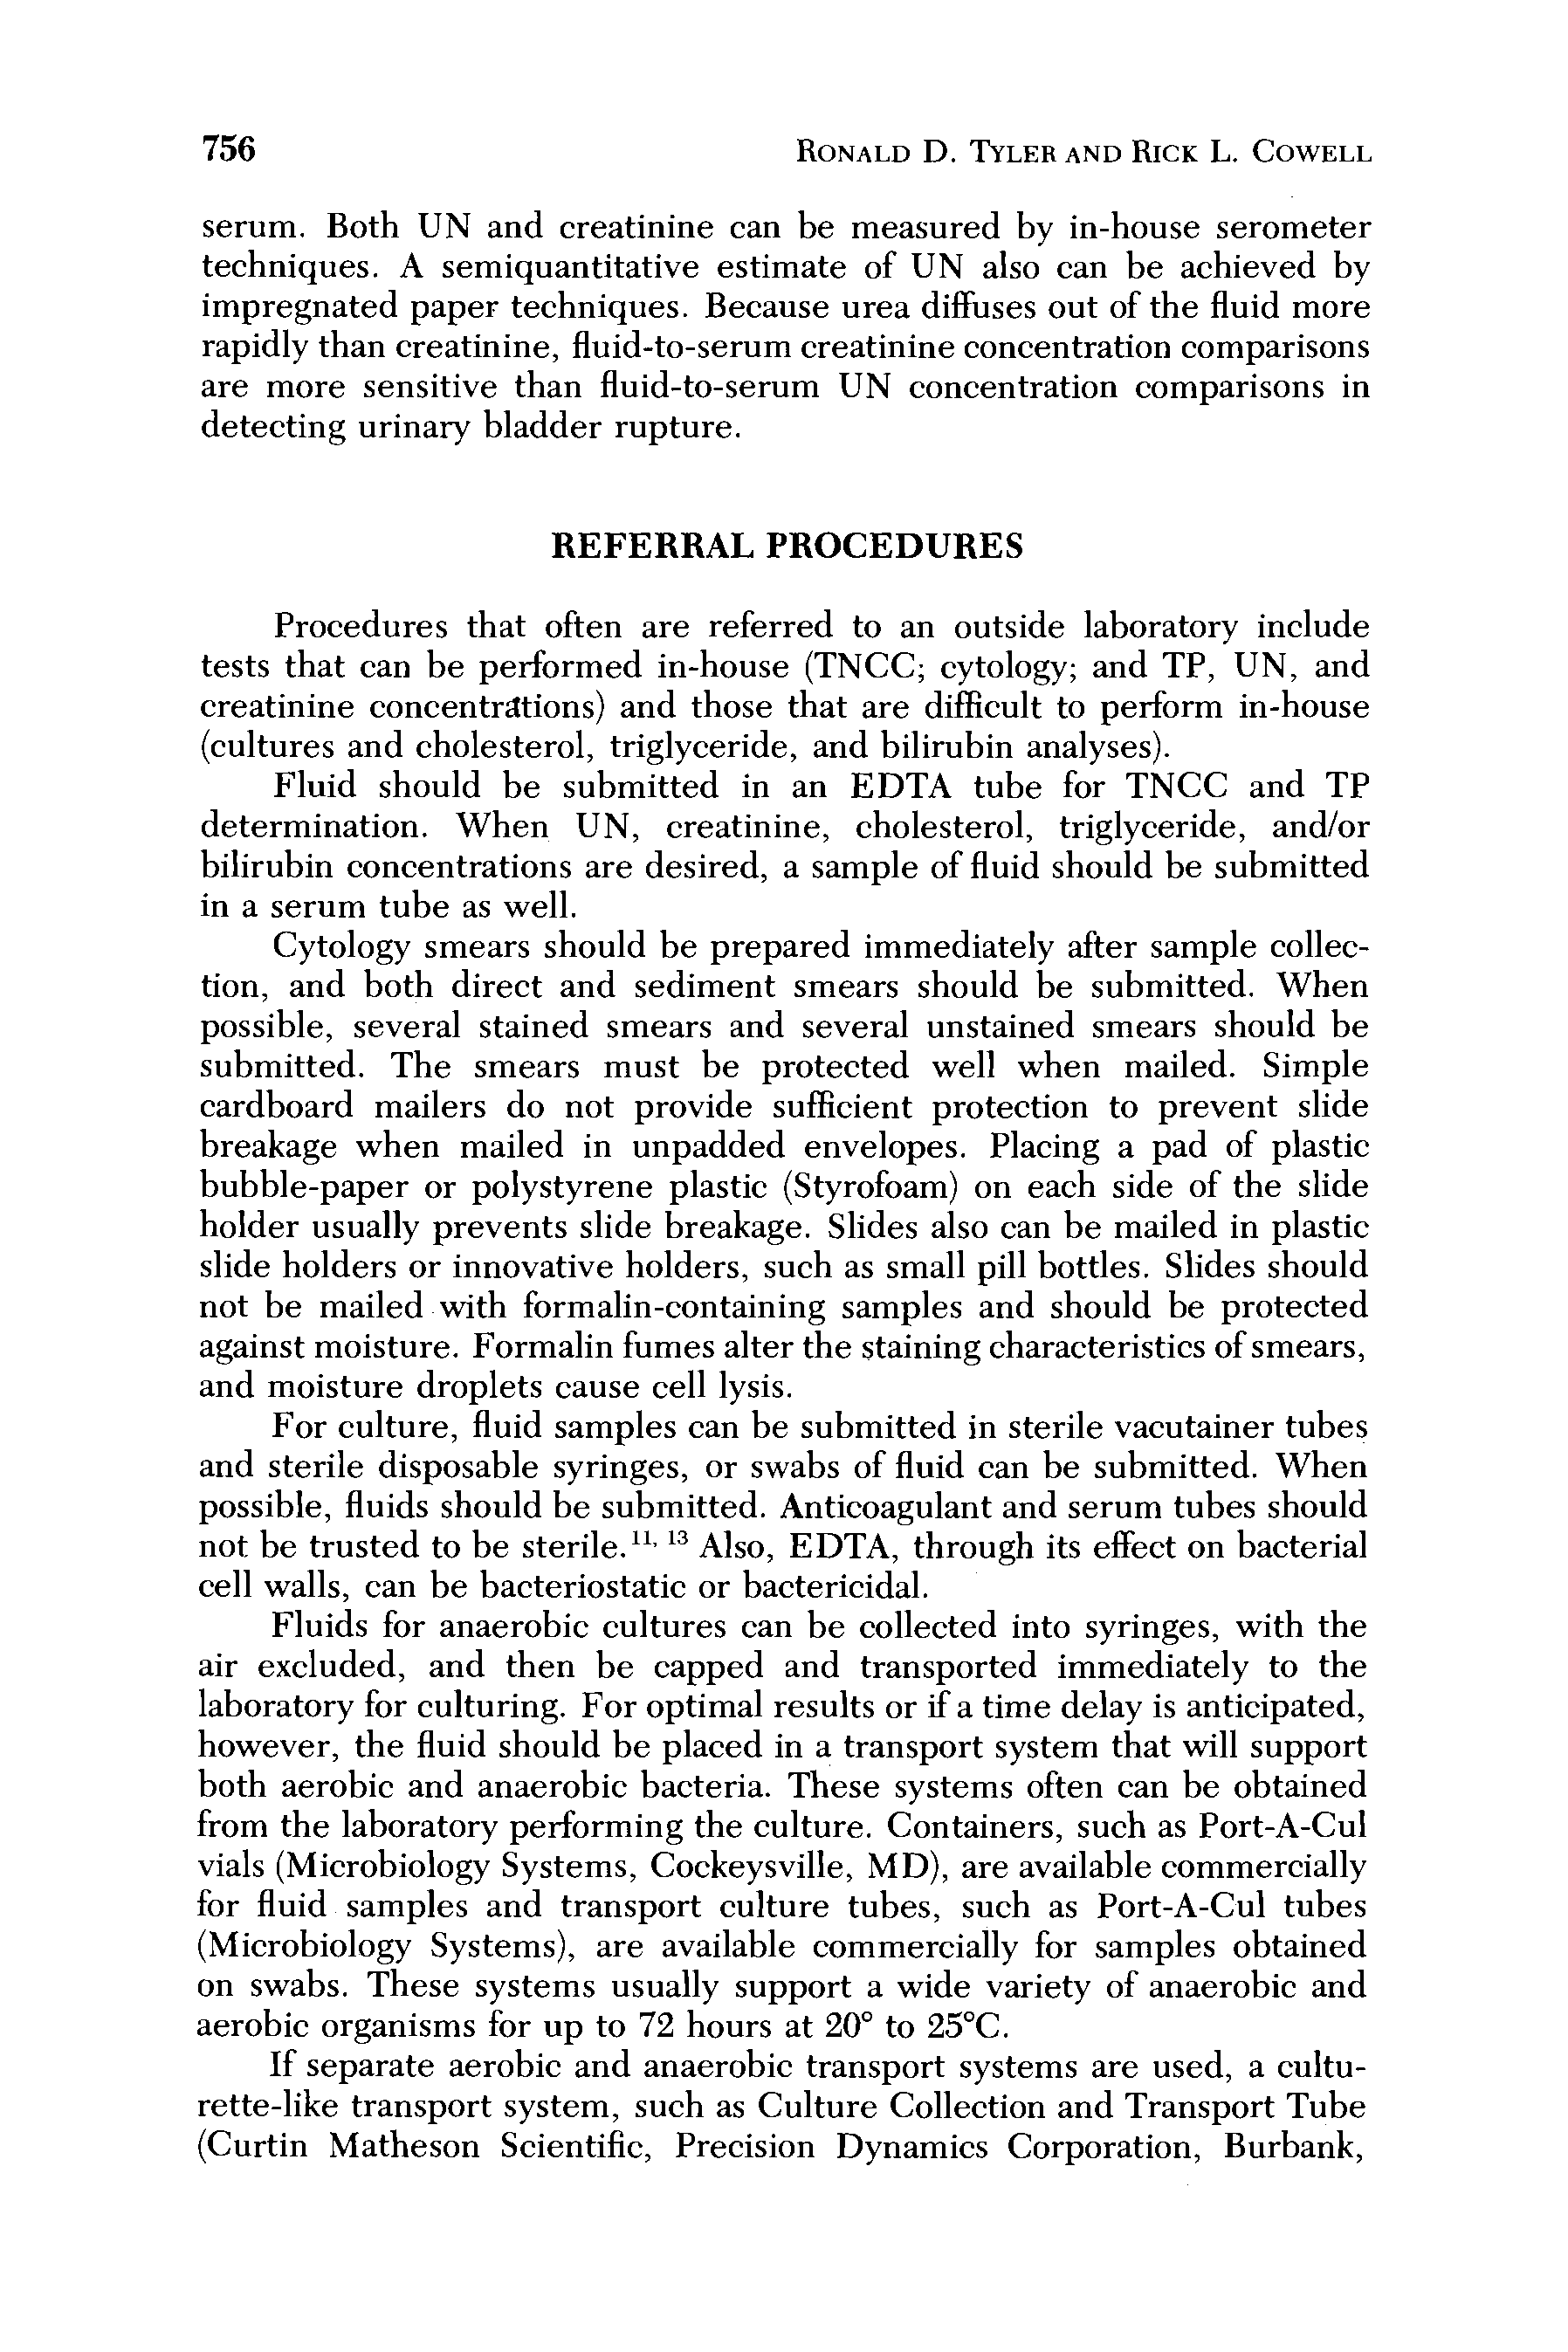 756 RONALD D. TYLER AND RICK L. COWELL
serum. Both UN and creatinine can be measured by in-house serometer
techniques. A semiquantitative estimate of UN also can be achieved by
impregnated paper techniques. Because urea diffuses out of the fluid more
rapidly than creatinine, fluid-to-serum creatinine concentration comparisons
are more sensitive than fluid-to-serum UN concentration comparisons in
detecting urinary bladder rupture.
REFERRAL PROCEDURES
Procedures that often are referred to an outside laboratory include
tests that can be performed in-house (TNCC; cytology; and TP, UN, and
creatinine concentrations) and those that are difficult to perform in-house
(cultures and cholesterol, triglyceride, and bilirubin analyses).
Fluid should be submitted in an EDTA tube for TNCC and TP
determination. When UN, creatinine, cholesterol, triglyceride, and/or
bilirubin concentrations are desired, a sample of fluid should be submitted
in a serum tube as well.
Cytology smears should be prepared immediately after sample collec-
tion, and both direct and sediment smears should be submitted. When
possible, several stained smears and several unstained smears should be
submitted. The smears must be protected well when mailed. Simple
cardboard mailers do not provide sufficient protection to prevent slide
breakage when mailed in unpadded envelopes. Placing a pad of plastic
bubble-paper or polystyrene plastic (Styrofoam) on each side of the slide
holder usually prevents slide breakage. Slides also can be mailed in plastic
slide holders or innovative holders, such as small pill bottles. Slides should
not be mailed with formalin-containing samples and should be protected
against moisture. Formalin fumes alter the staining characteristics of smears,
and moisture droplets cause cell lysis.
For culture, fluid samples can be submitted in sterile vacutainer tubes
and sterile disposable syringes, or swabs of fluid can be submitted. When
possible, fluids should be submitted. Anticoagulant and serum tubes should
not be trusted to be sterile.11, 13 Also, EDTA, through its effect on bacterial
cell walls, can be bacteriostatic or bactericidal.
Fluids for anaerobic cultures can be collected into syringes, with the
air excluded, and then be capped and transported immediately to the
laboratory for culturing. For optimal results or if a time delay is anticipated,
however, the fluid should be placed in a transport system that will support
both aerobic and anaerobic bacteria. These systems often can be obtained
from the laboratory performing the culture. Containers, such as Port-A-Cul
vials (Microbiology Systems, Cockeysville, MD), are available commercially
for fluid samples and transport culture tubes, such as Port-A-Cul tubes
(Microbiology Systems), are available commercially for samples obtained
on swabs. These systems usually support a wide variety of anaerobic and
aerobic organisms for up to 72 hours at 20° to 25°C.
If separate aerobic and anaerobic transport systems are used, a cultu-
rette-like transport system, such as Culture Collection and Transport Tube
(Curtin Matheson Scientific, Precision Dynamics Corporation, Burbank,